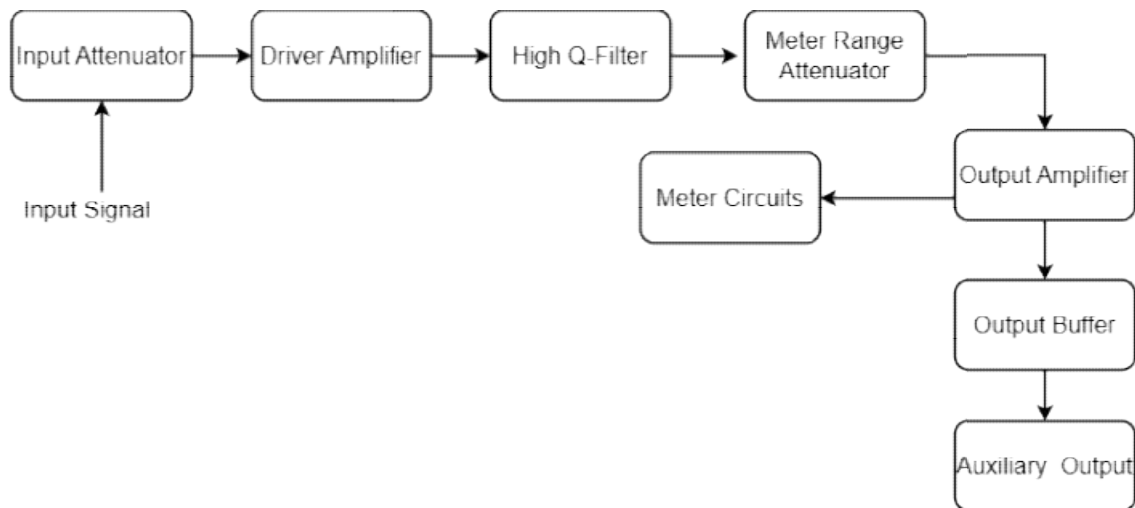 Input Attenuator
Driver Amplifier
High Q-Filter
Meter Range
Attenuator
Output Amplifier
Meter Circuits
Input Signal
Output Buffer
Auxiliary Output